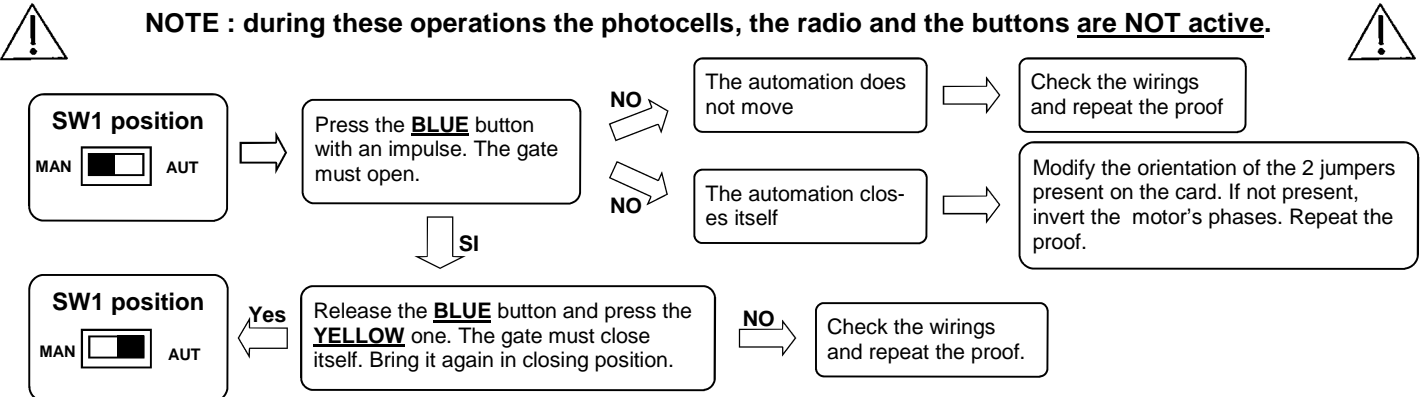 NOTE : during these operations the photocells, the radio and the buttons are NOT active.
SW1 position
MAN AUT
Press the BLUE button
with an impulse. The gate
must open.
NO
The automation does
not move
Check the wirings
and repeat the proof
NO
The automation clos-
es itself
Modify the orientation of the 2 jumpers
present on the card. If not present,
invert the motor's phases. Repeat the
proof.
SI
Release the BLUE button and press the
YELLOW one. The gate must close
itself. Bring it again in closing position.
Yes
SW1 position
MAN AUT
NO
Check the wirings
and repeat the proof.